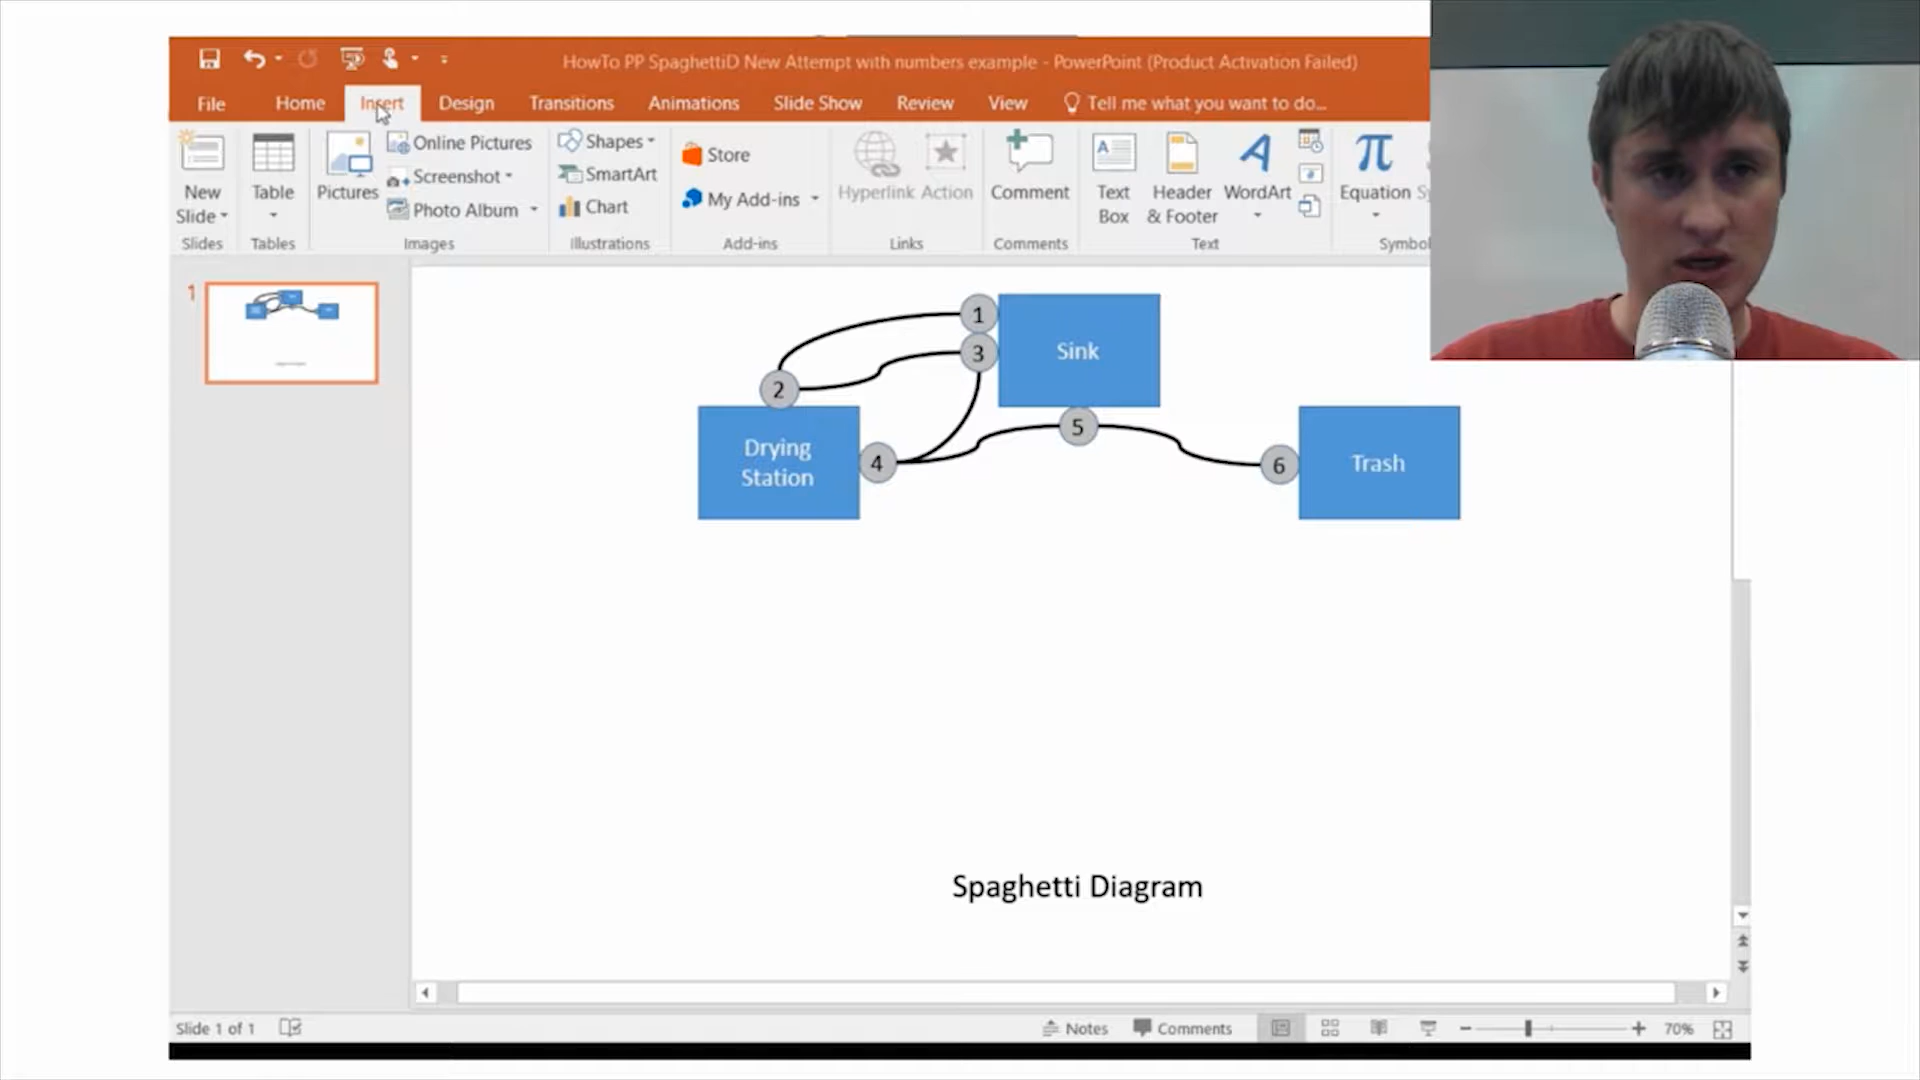 HowTo PP SpaghettiD New Attempt with numbers example - PowerPoint (Product Activation Failed)
File Home Insert Design Transitions Animations Slide Show Review View Tell me what you want to do...
New Slide
Table
Pictures
Online Pictures
Screenshot
Photo Album
Shapes
SmartArt
Chart
Store
My Add-ins
Hyperlink
Action
Comment
Text Box
Header & Footer
WordArt
Equation
Slides Tables Images Illustrations Add-ins Links Comments Text
1
1
Sink
3
2
Drying
Station
4
5
6
Trash
Spaghetti Diagram
Slide 1 of 1
Notes
Comments
70%